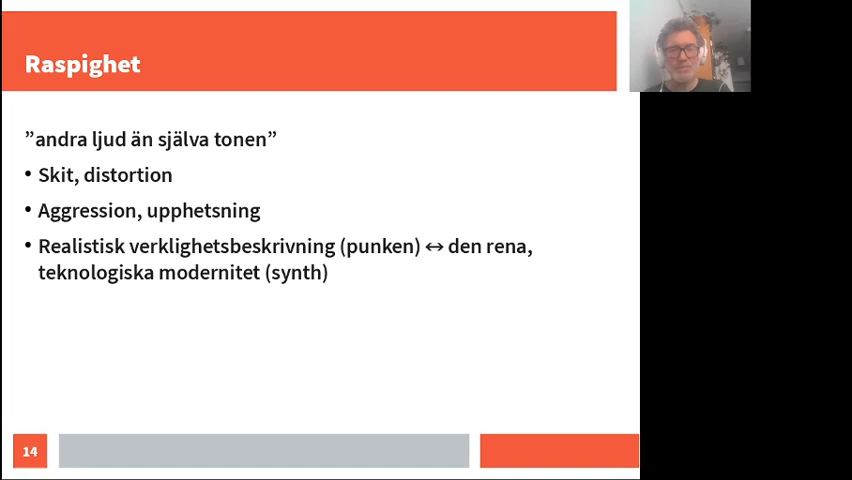 Raspighet
”andra ljud än själva tonen”
• Skit, distortion
• Aggression, upphetsning
• Realistisk verklighetsbeskrivning (punken) ↔ den rena,
teknologiska modernitet (synth)
14